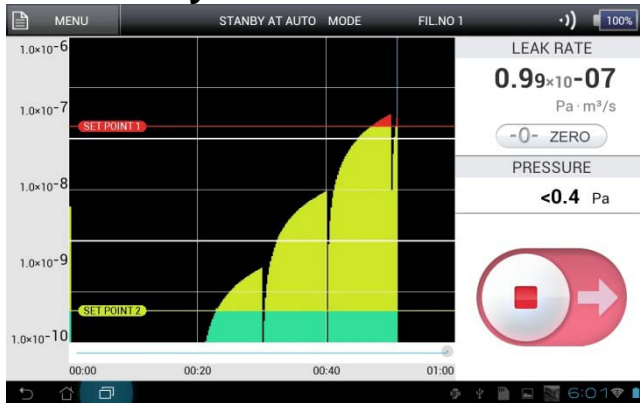 MENU STANBY AT AUTO MODE FIL.NO 1 100%
LEAK RATE
0.99×10-07
Pa·m³/s
-0- ZERO
PRESSURE
<0.4 Pa
1.0×10-6
1.0×10-7
SET POINT 1
1.0×10-8
1.0×10-9
SET POINT 2
1.0×10-10
00:00 00:20 00:40 01:00
6:01